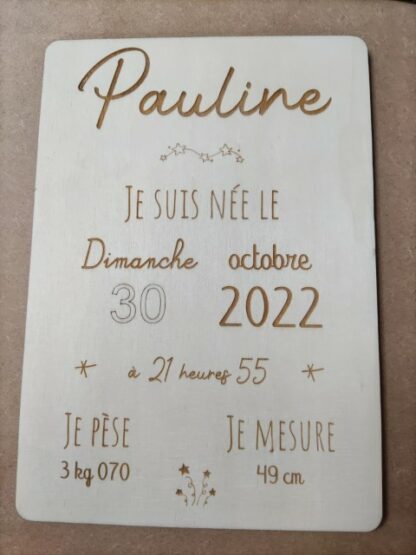 Pauline
Je suis née le
Dimanche octobre
30 2022
à 21 heures 55
Je pèse Je mesure
3 kg 070 49 cm